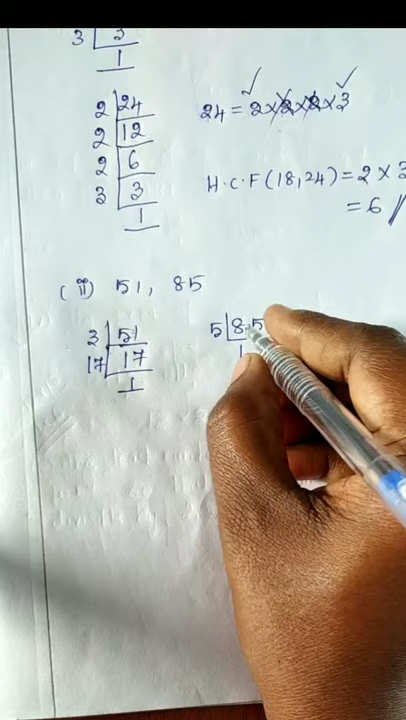 3 | 3
1
2 | 24
2 | 12
2 | 6
3 | 3
1
24 = 2 × 2 × 2 × 3
H.C.F (18, 24) = 2 × 3
= 6 //
(ii) 51, 85
3 | 51
17 | 17
1
5 | 85
1